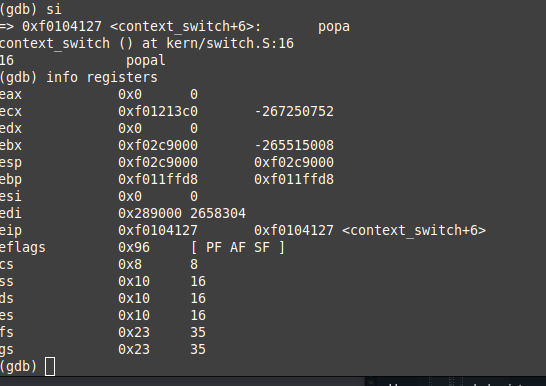 (gdb) si
=> 0xf0104127 <context_switch+6>: popa
context_switch () at kern/switch.S:16
16 popal
(gdb) info registers
eax 0x0 0
ecx 0xf01213c0 -267250752
edx 0x0 0
ebx 0xf02c9000 -265515008
esp 0xf02c9000 0xf02c9000
ebp 0xf011ffd8 0xf011ffd8
esi 0x0 0
edi 0x289000 2658304
eip 0xf0104127 0xf0104127 <context_switch+6>
eflags 0x96 [ PF AF SF ]
cs 0x8 8
ss 0x10 16
ds 0x10 16
es 0x10 16
fs 0x23 35
gs 0x23 35
(gdb)